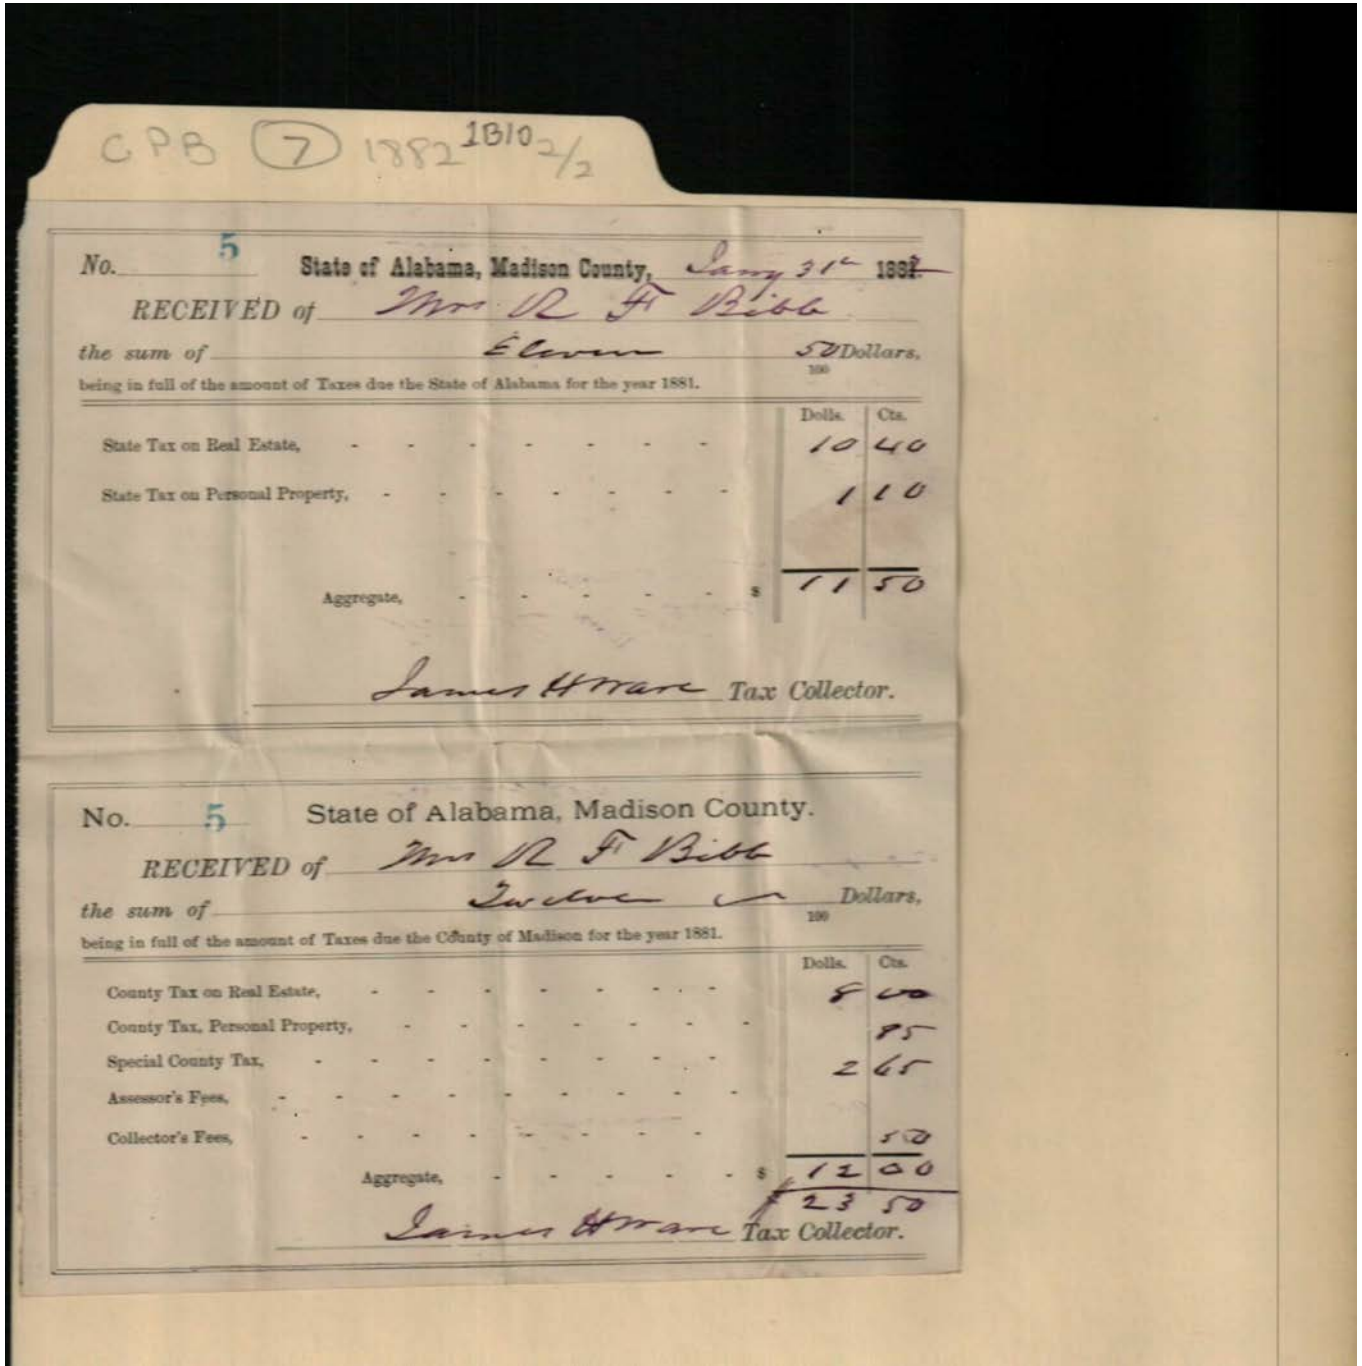 CPB 7 1882 1B10 2/2
No. 5 State of Alabama, Madison County, Jany 31st 1882
RECEIVED of Mrs R F Bibb
the sum of Eleven 50/100 Dollars,
being in full of the amount of Taxes due the State of Alabama for the year 1881.
Dolls. Cts.
State Tax on Real Estate, - - - - - - - 10 40
State Tax on Personal Property, - - - - - - - 1 10
Aggregate, - - - - - $ 11 50
James H Ware Tax Collector.
No. 5 State of Alabama, Madison County.
RECEIVED of Mrs R F Bibb
the sum of Twelve /100 Dollars,
being in full of the amount of Taxes due the County of Madison for the year 1881.
Dolls. Cts.
County Tax on Real Estate, - - - - - - - 8 00
County Tax, Personal Property, - - - - - - - 85
Special County Tax, - - - - - - - - 2 65
Assessor's Fees, - - - - - - - - -
Collector's Fees, - - - - - - - - 50
Aggregate, - - - - - $ 12 00
$ 23 50
James H Ware Tax Collector.